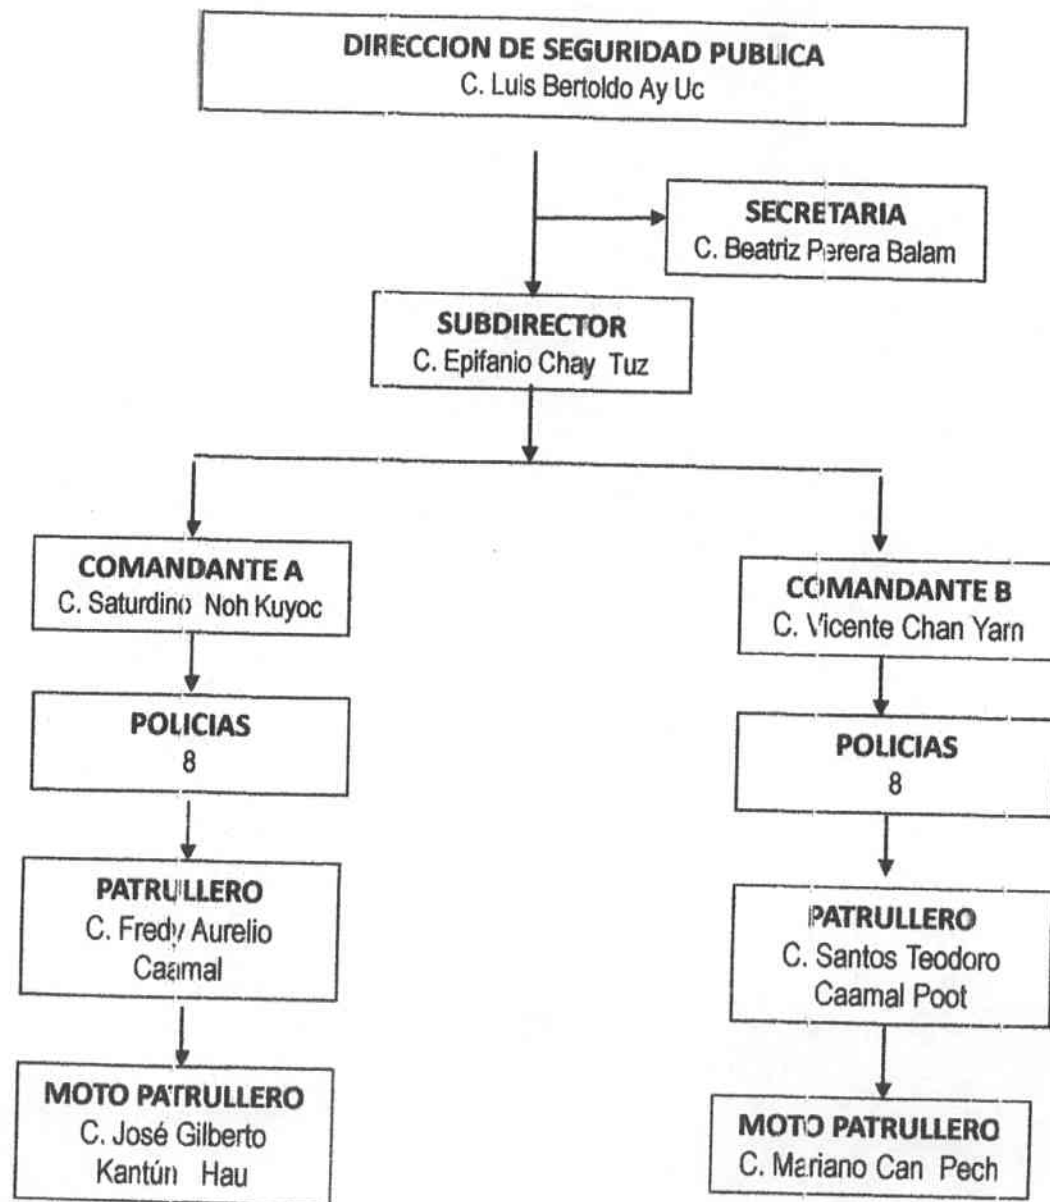 DIRECCION DE SEGURIDAD PUBLICA
C. Luis Bertoldo Ay Uc
SECRETARIA
C. Beatriz Perera Balam
SUBDIRECTOR
C. Epifanio Chay Tuz
COMANDANTE A
C. Saturdino Noh Kuyoc
POLICIAS
8
PATRULLERO
C. Fredy Aurelio
Caamal
MOTO PATRULLERO
C. José Gilberto
Kantún Hau
COMANDANTE B
C. Vicente Chan Yam
POLICIAS
8
PATRULLERO
C. Santos Teodoro
Caamal Poot
MOTO PATRULLERO
C. Mariano Can Pech